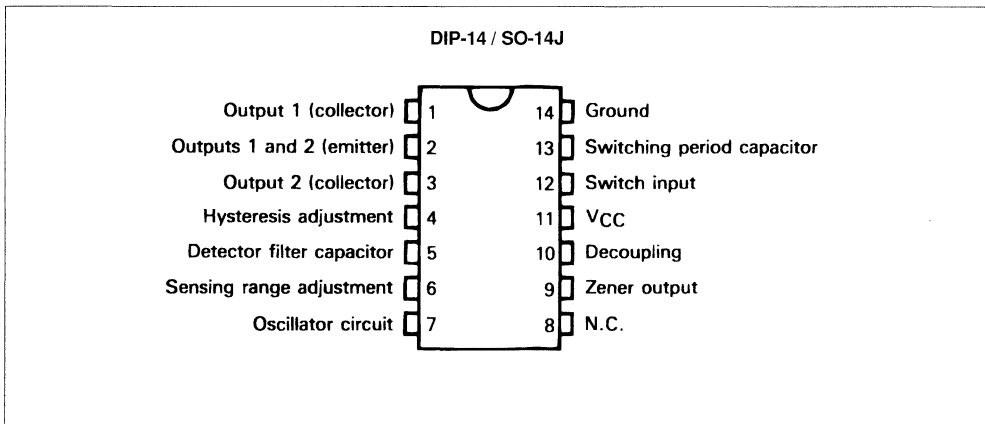 DIP-14 / SO-14J
Output 1 (collector) 1 14 Ground
Outputs 1 and 2 (emitter) 2 13 Switching period capacitor
Output 2 (collector) 3 12 Switch input
Hysteresis adjustment 4 11 VCC
Detector filter capacitor 5 10 Decoupling
Sensing range adjustment 6 9 Zener output
Oscillator circuit 7 8 N.C.